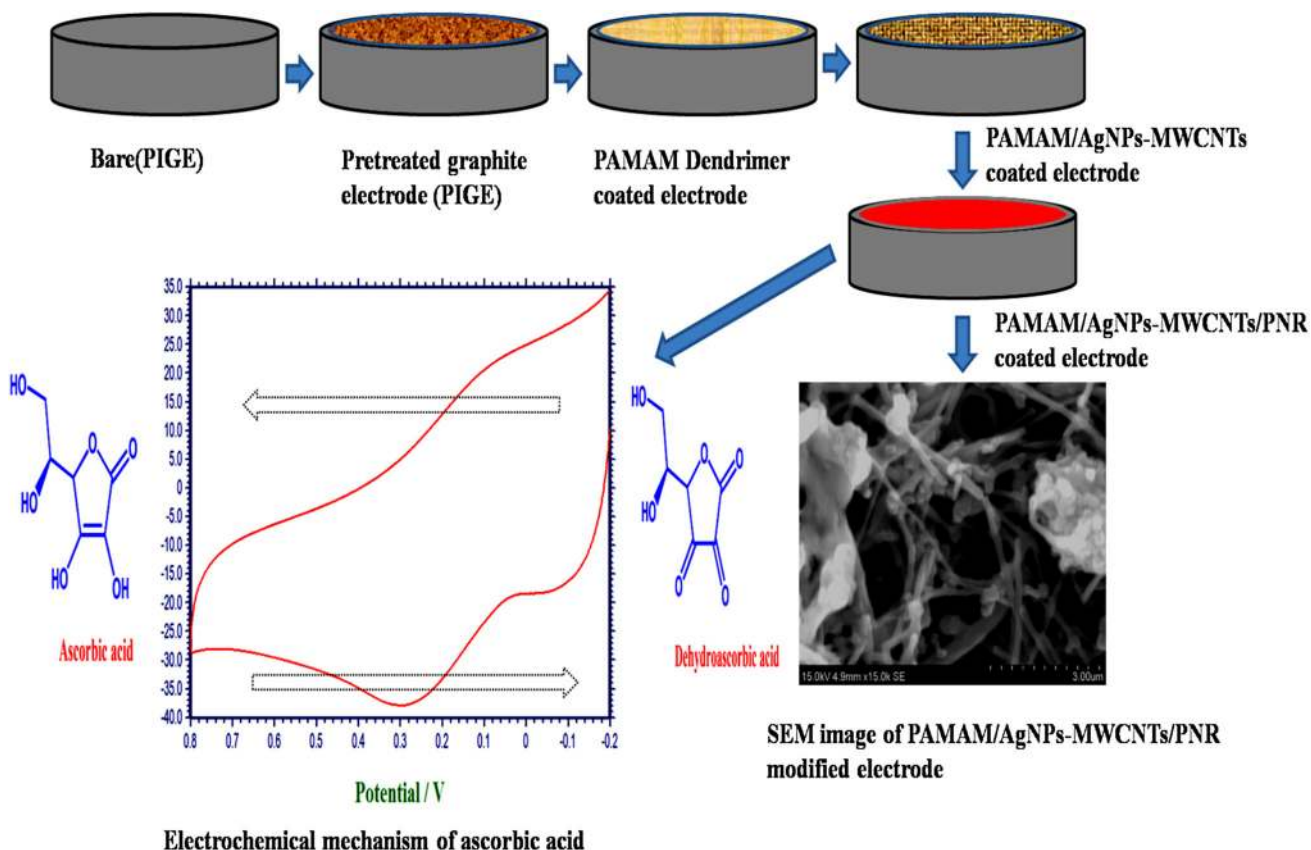 Bare(PIGE)
Pretreated graphite
electrode (PIGE)
PAMAM Dendrimer
coated electrode
PAMAM/AgNPs-MWCNTs
coated electrode
PAMAM/AgNPs-MWCNTs/PNR
coated electrode
35.0
30.0
25.0
20.0
15.0
10.0
5.0
0
-5.0
-10.0
-15.0
-20.0
-25.0
-30.0
-35.0
-40.0
0.8 0.7 0.6 0.5 0.4 0.3 0.2 0.1 0 -0.1 -0.2
Potential / V
Electrochemical mechanism of ascorbic acid
HO
O
O
HO
HO
OH
Ascorbic acid
HO
O
O
HO
O
O
Dehydroascorbic acid
15.0kV 4.9mm x15.0k SE
3.00um
SEM image of PAMAM/AgNPs-MWCNTs/PNR
modified electrode